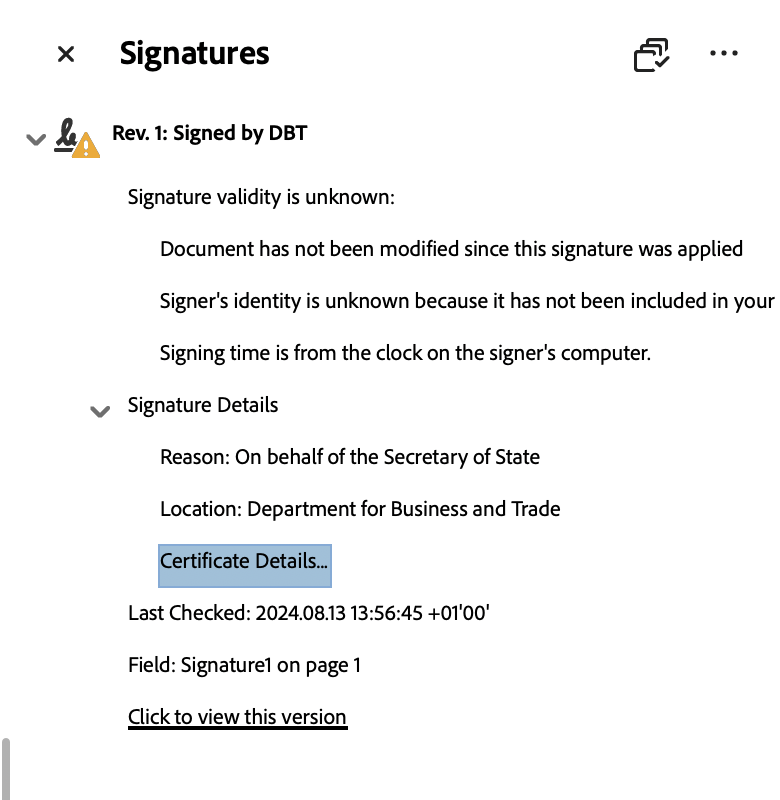 Signatures
Rev. 1: Signed by DBT
Signature validity is unknown:
Document has not been modified since this signature was applied
Signer's identity is unknown because it has not been included in your
Signing time is from the clock on the signer's computer.
Signature Details
Reason: On behalf of the Secretary of State
Location: Department for Business and Trade
Certificate Details...
Last Checked: 2024.08.13 13:56:45 +01'00'
Field: Signature1 on page 1
Click to view this version